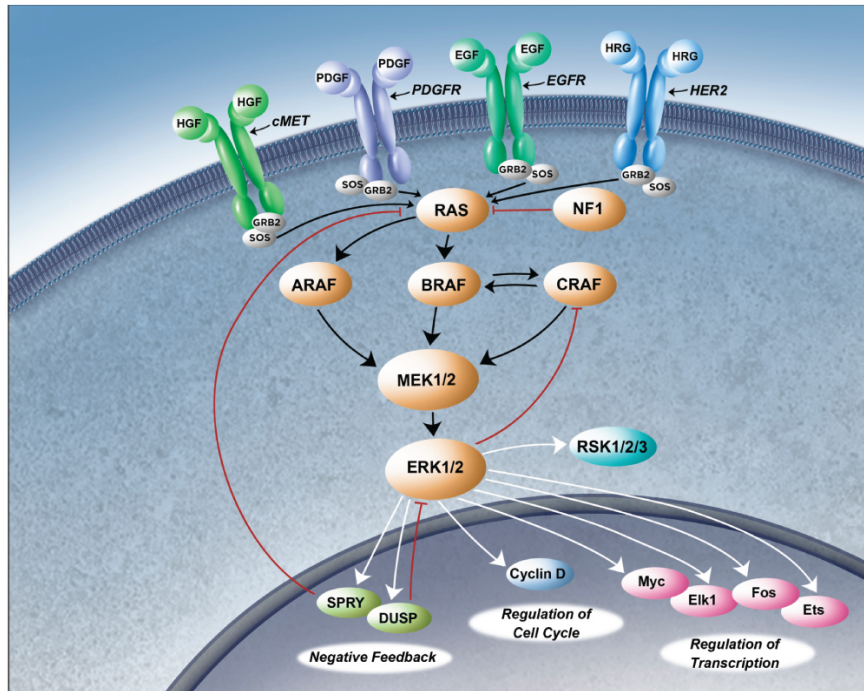 HGF
HGF
cMET
PDGF
PDGF
PDGFR
EGF
EGF
EGFR
HRG
HRG
HER2
GRB2
SOS
SOS
GRB2
GRB2
SOS
GRB2
SOS
RAS
NF1
ARAF
BRAF
CRAF
MEK1/2
ERK1/2
RSK1/2/3
SPRY
DUSP
Negative Feedback
Cyclin D
Regulation of
Cell Cycle
Myc
Elk1
Fos
Ets
Regulation of
Transcription